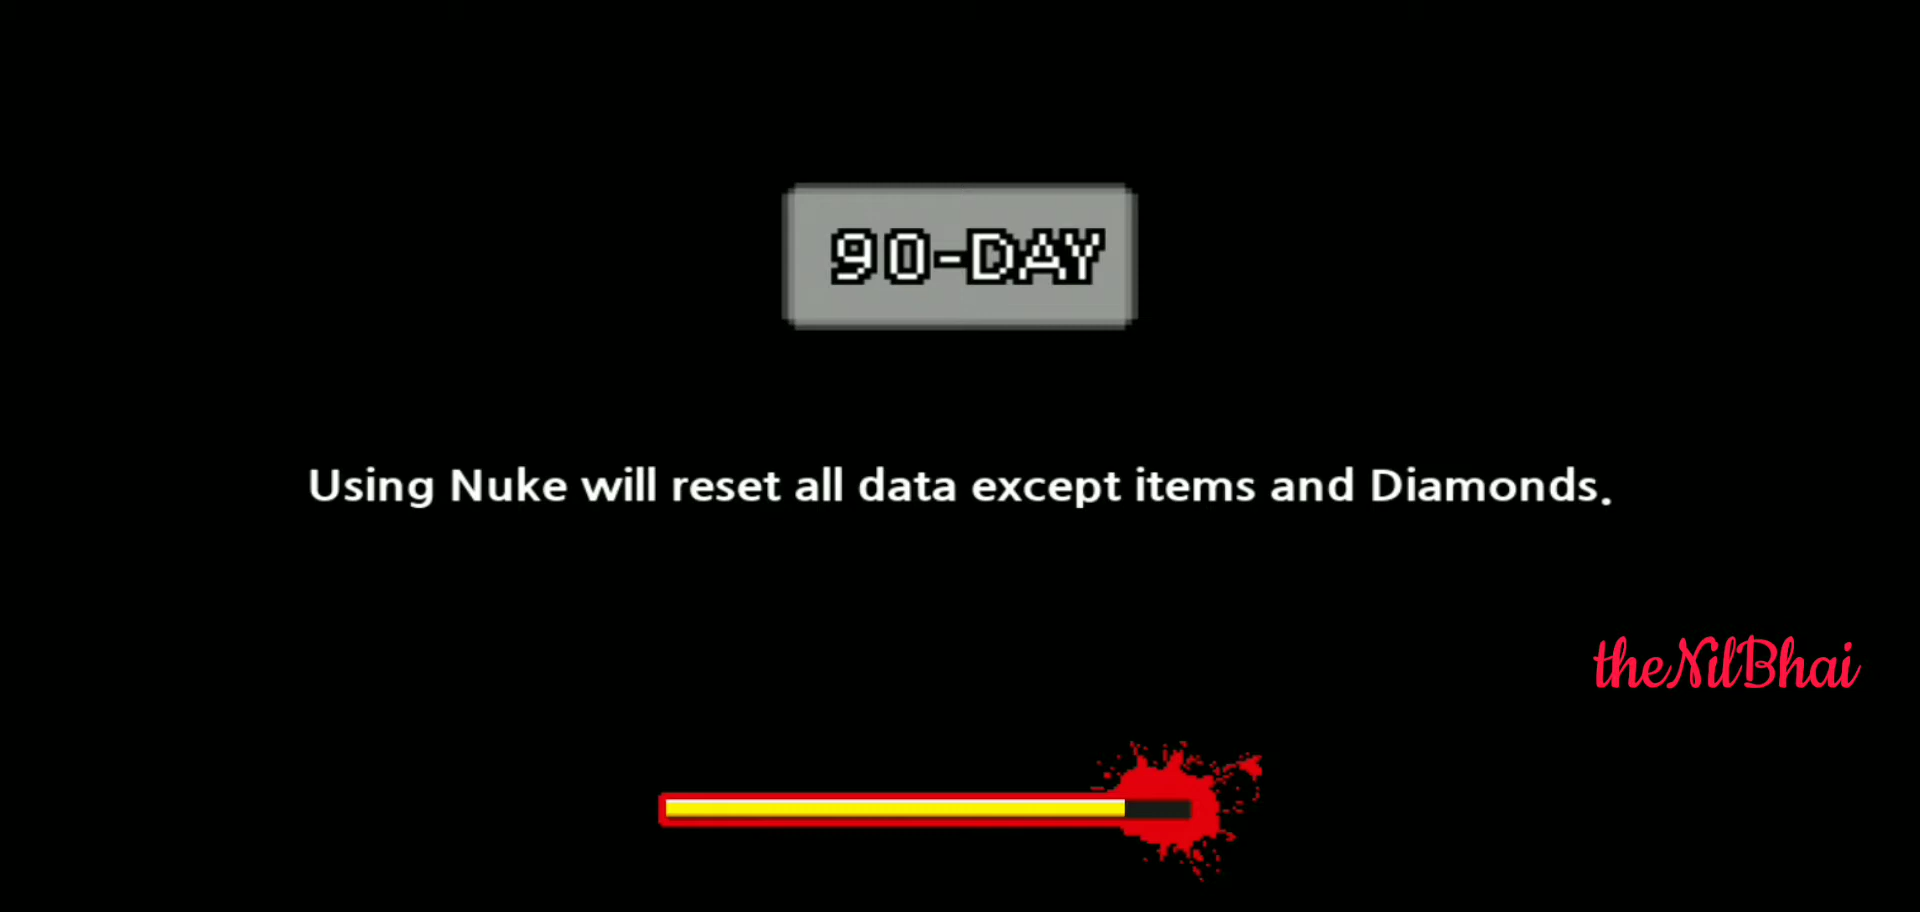 90-DAY
Using Nuke will reset all data except items and Diamonds.
theNilBhai